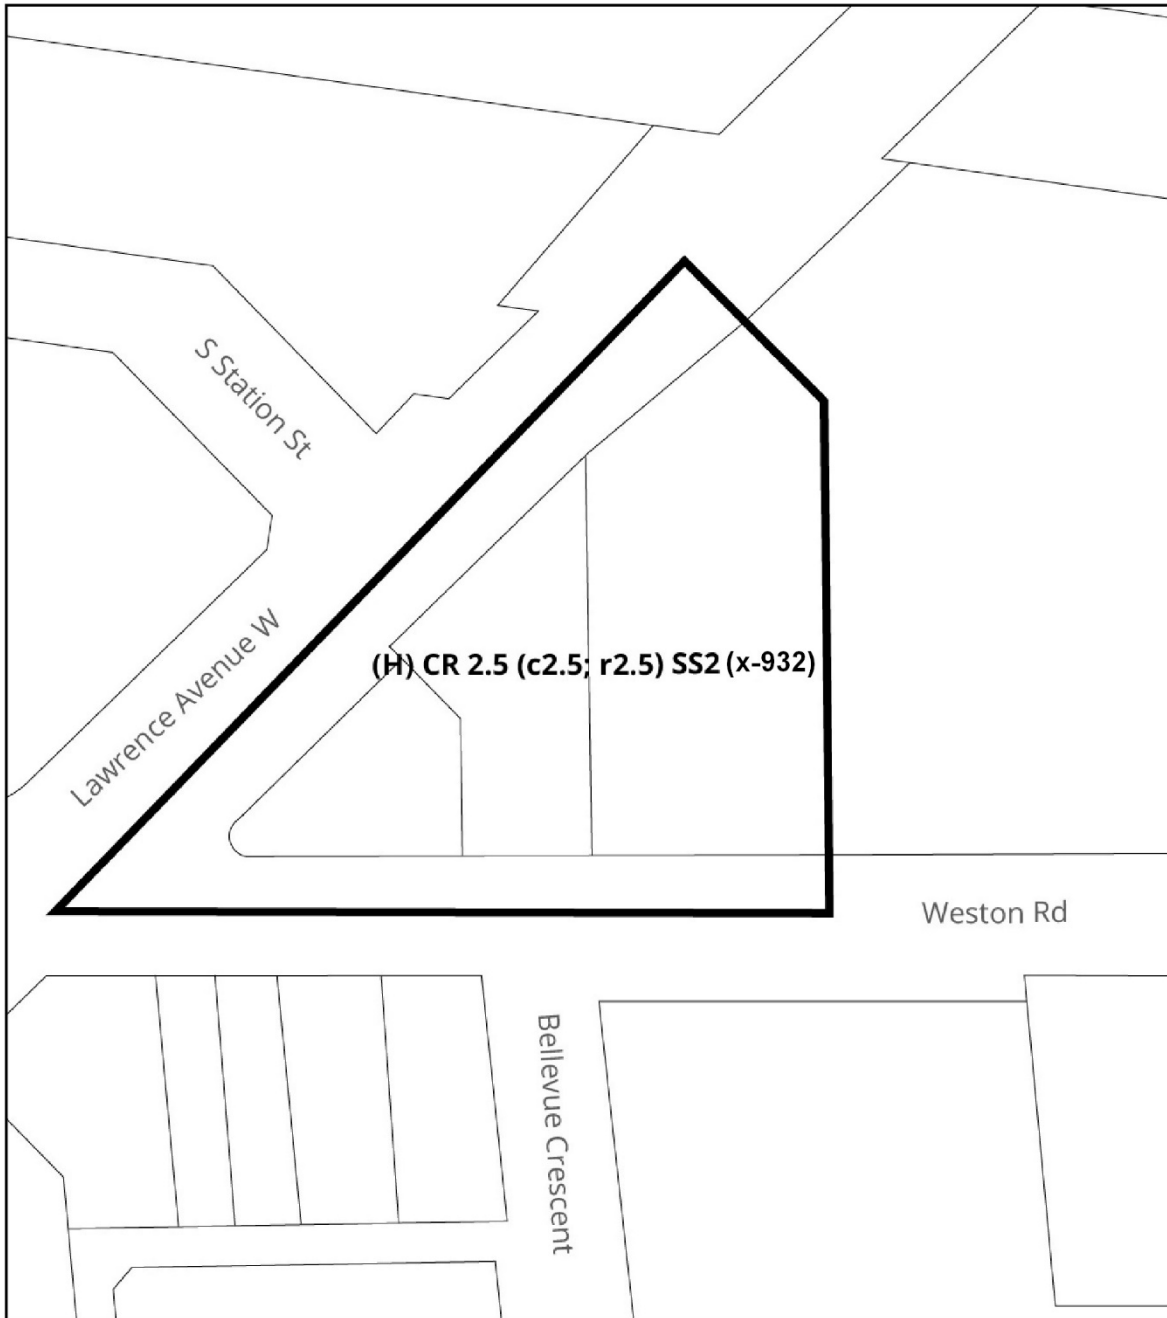 S Station St
Lawrence Avenue W
(H) CR 2.5 (c2.5; r2.5) SS2 (x-932)
Weston Rd
Bellevue Crescent